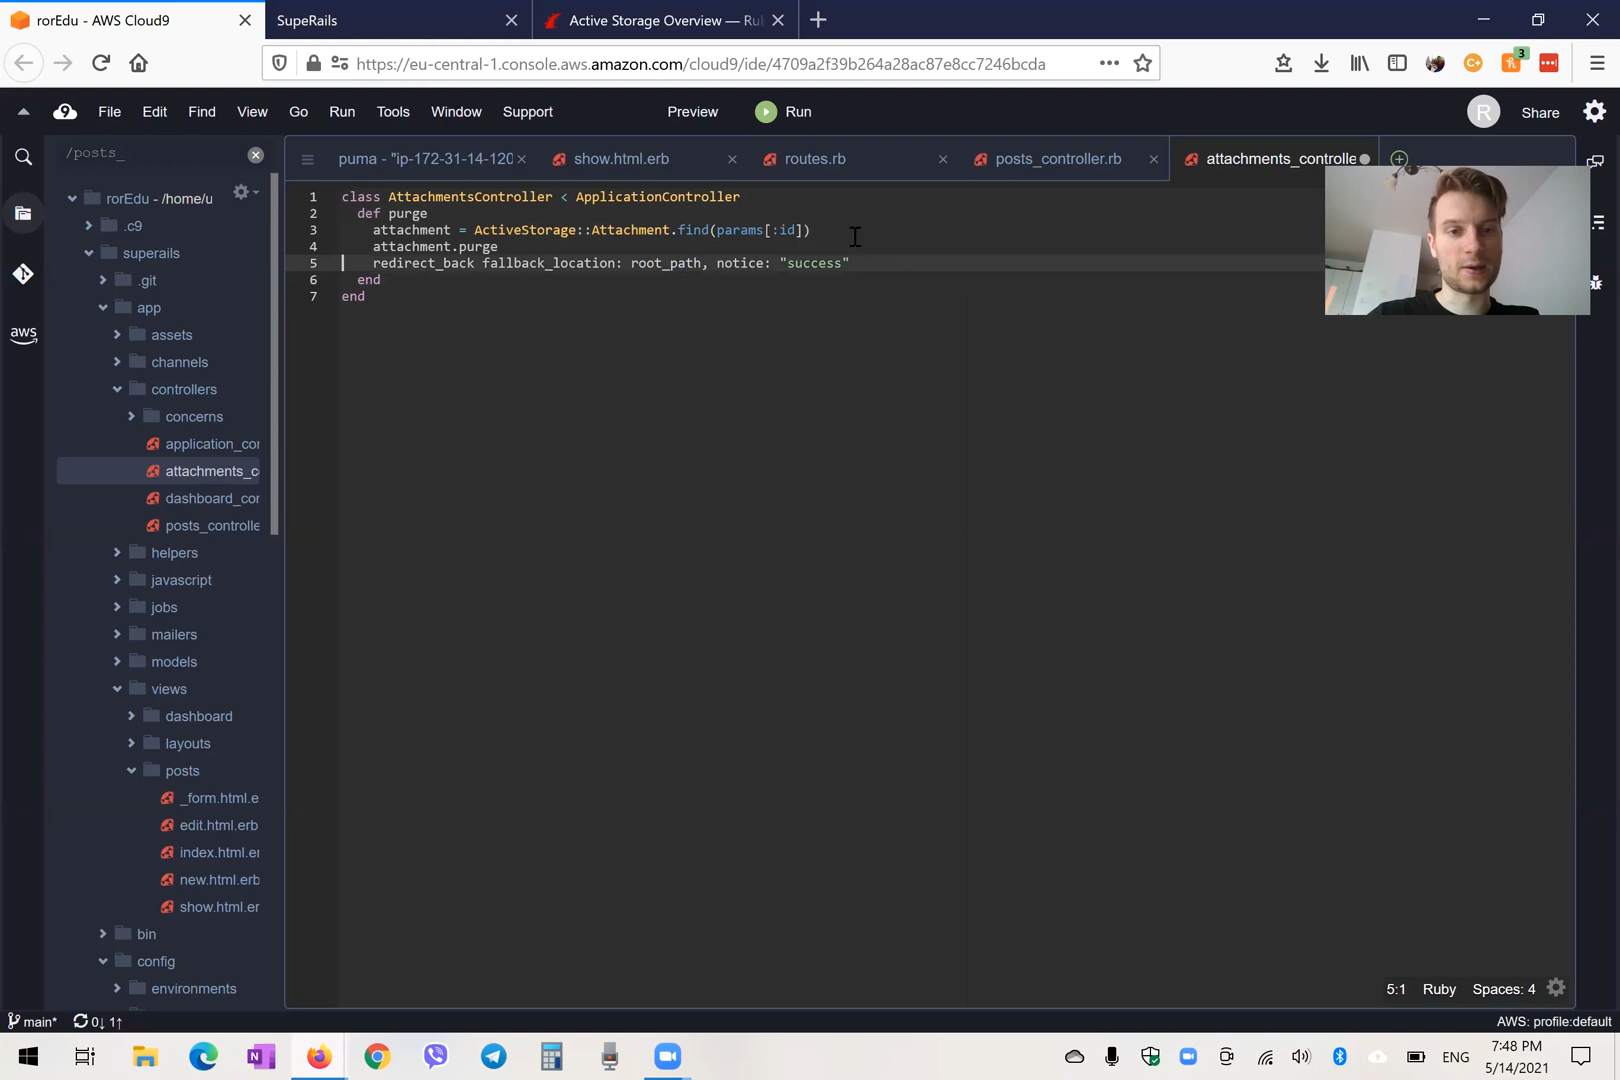 rorEdu - AWS Cloud9
SupeRails
Active Storage Overview — Ru
https://eu-central-1.console.aws.amazon.com/cloud9/ide/4709a2f39b264a28ac87e8cc7246bcda
3
File Edit Find View Go Run Tools Window Support Preview Run
R
Share
/posts_
puma - "ip-172-31-14-120
show.html.erb
routes.rb
posts_controller.rb
attachments_controlle
rorEdu - /home/u
.c9
superails
.git
app
assets
channels
controllers
concerns
application_co
attachments_c
dashboard_co
posts_controlle
helpers
javascript
jobs
mailers
models
views
dashboard
layouts
posts
_form.html.e
edit.html.erb
index.html.e
new.html.erb
show.html.er
bin
config
environments
aws
1 class AttachmentsController < ApplicationController
2 def purge
3 attachment = ActiveStorage::Attachment.find(params[:id])
4 attachment.purge
5 redirect_back fallback_location: root_path, notice: "success"
6 end
7 end
5:1 Ruby Spaces: 4
main* 0↓ 1↑
AWS: profile:default
ENG
7:48 PM
5/14/2021